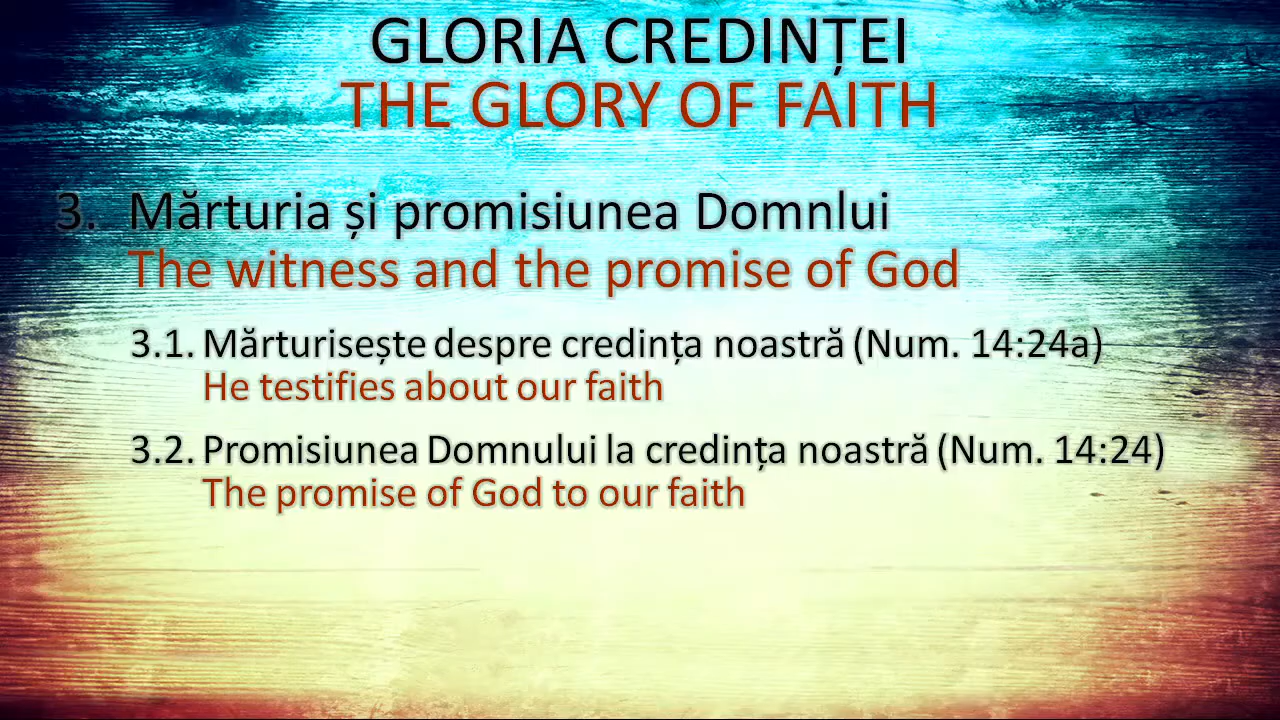 GLORIA CREDINȚEI
THE GLORY OF FAITH
3. Mărturia și promisiunea Domnlui
The witness and the promise of God
3.1. Mărturisește despre credința noastră (Num. 14:24a)
He testifies about our faith
3.2. Promisiunea Domnului la credința noastră (Num. 14:24)
The promise of God to our faith